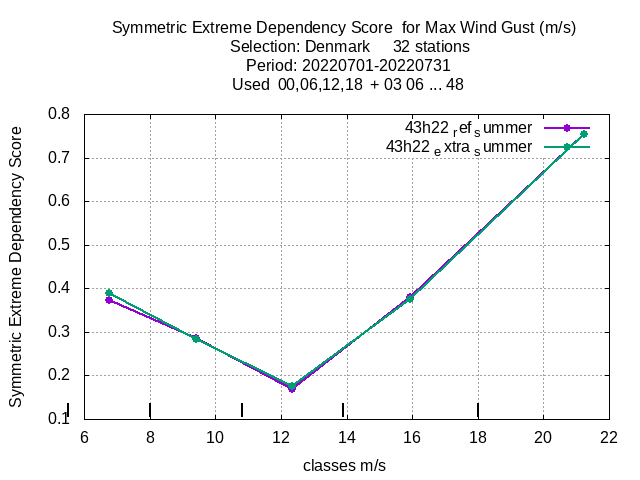 Symmetric Extreme Dependency Score  for Max Wind Gust (m/s)
Selection: Denmark     32 stations
Period: 20220701-20220731
Used  00,06,12,18  + 03 06 ... 48
43h22 ref summer
43h22 extra summer
Symmetric Extreme Dependency Score
0.8
0.7
0.6
0.5
0.4
0.3
0.2
0.1
6 8 10 12 14 16 18 20 22
classes m/s